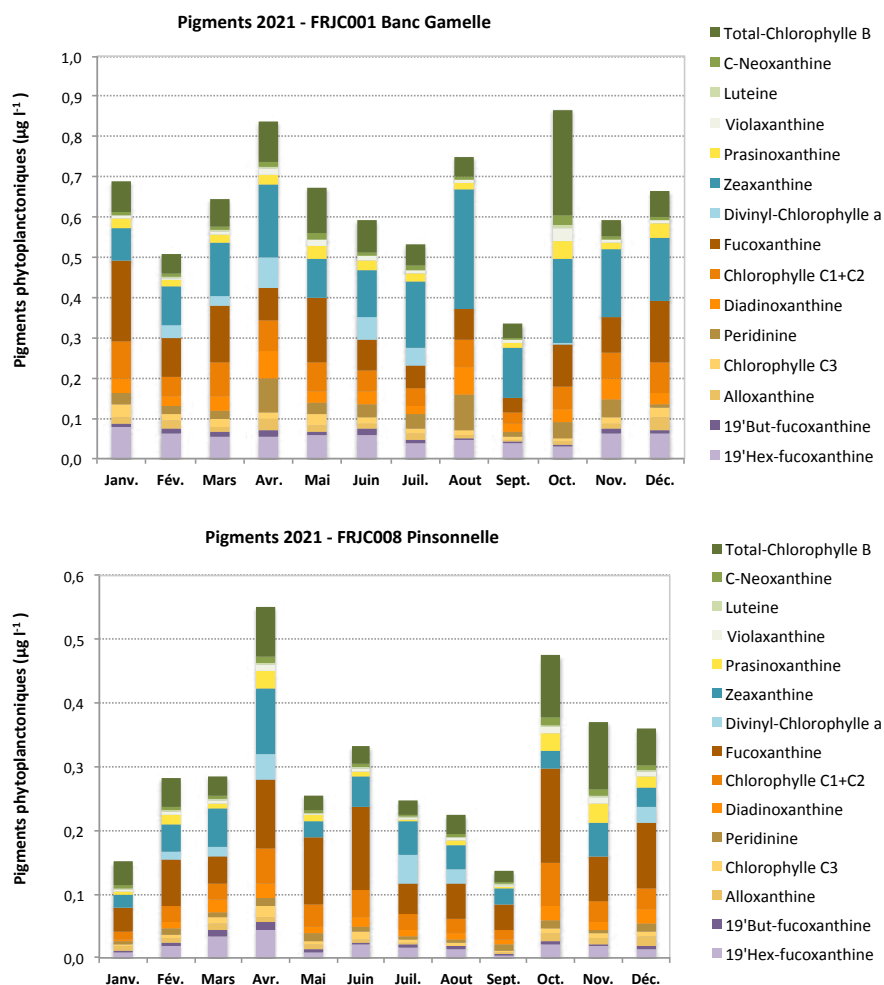 Pigments 2021 - FRJC001 Banc Gamelle
Pigments phytoplanctoniques (µg l-1 )
1,0
0,9
0,8
0,7
0,6
0,5
0,4
0,3
0,2
0,1
0,0
Janv. Fév. Mars Avr. Mai Juin Juil. Aout Sept. Oct. Nov. Déc.
Total-Chlorophylle B
C-Neoxanthine
Luteine
Violaxanthine
Prasinoxanthine
Zeaxanthine
Divinyl-Chlorophylle a
Fucoxanthine
Chlorophylle C1+C2
Diadinoxanthine
Peridinine
Chlorophylle C3
Alloxanthine
19'But-fucoxanthine
19'Hex-fucoxanthine
Pigments 2021 - FRJC008 Pinsonnelle
Pigments phytoplanctoniques (µg l-1 )
0,6
0,5
0,4
0,3
0,2
0,1
0,0
Janv. Fév. Mars Avr. Mai Juin Juil. Aout Sept. Oct. Nov. Déc.
Total-Chlorophylle B
C-Neoxanthine
Luteine
Violaxanthine
Prasinoxanthine
Zeaxanthine
Divinyl-Chlorophylle a
Fucoxanthine
Chlorophylle C1+C2
Diadinoxanthine
Peridinine
Chlorophylle C3
Alloxanthine
19'But-fucoxanthine
19'Hex-fucoxanthine